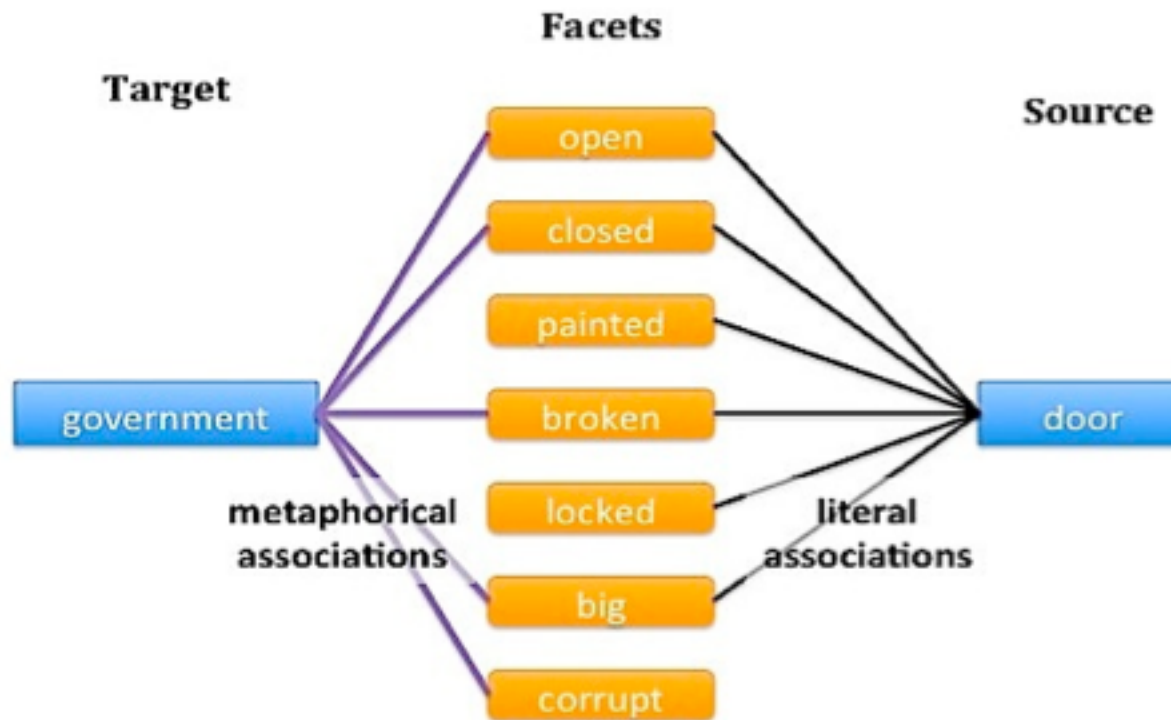 Facets
Target
Source
open
closed
painted
government
broken
door
locked
metaphorical
associations
literal
associations
big
corrupt